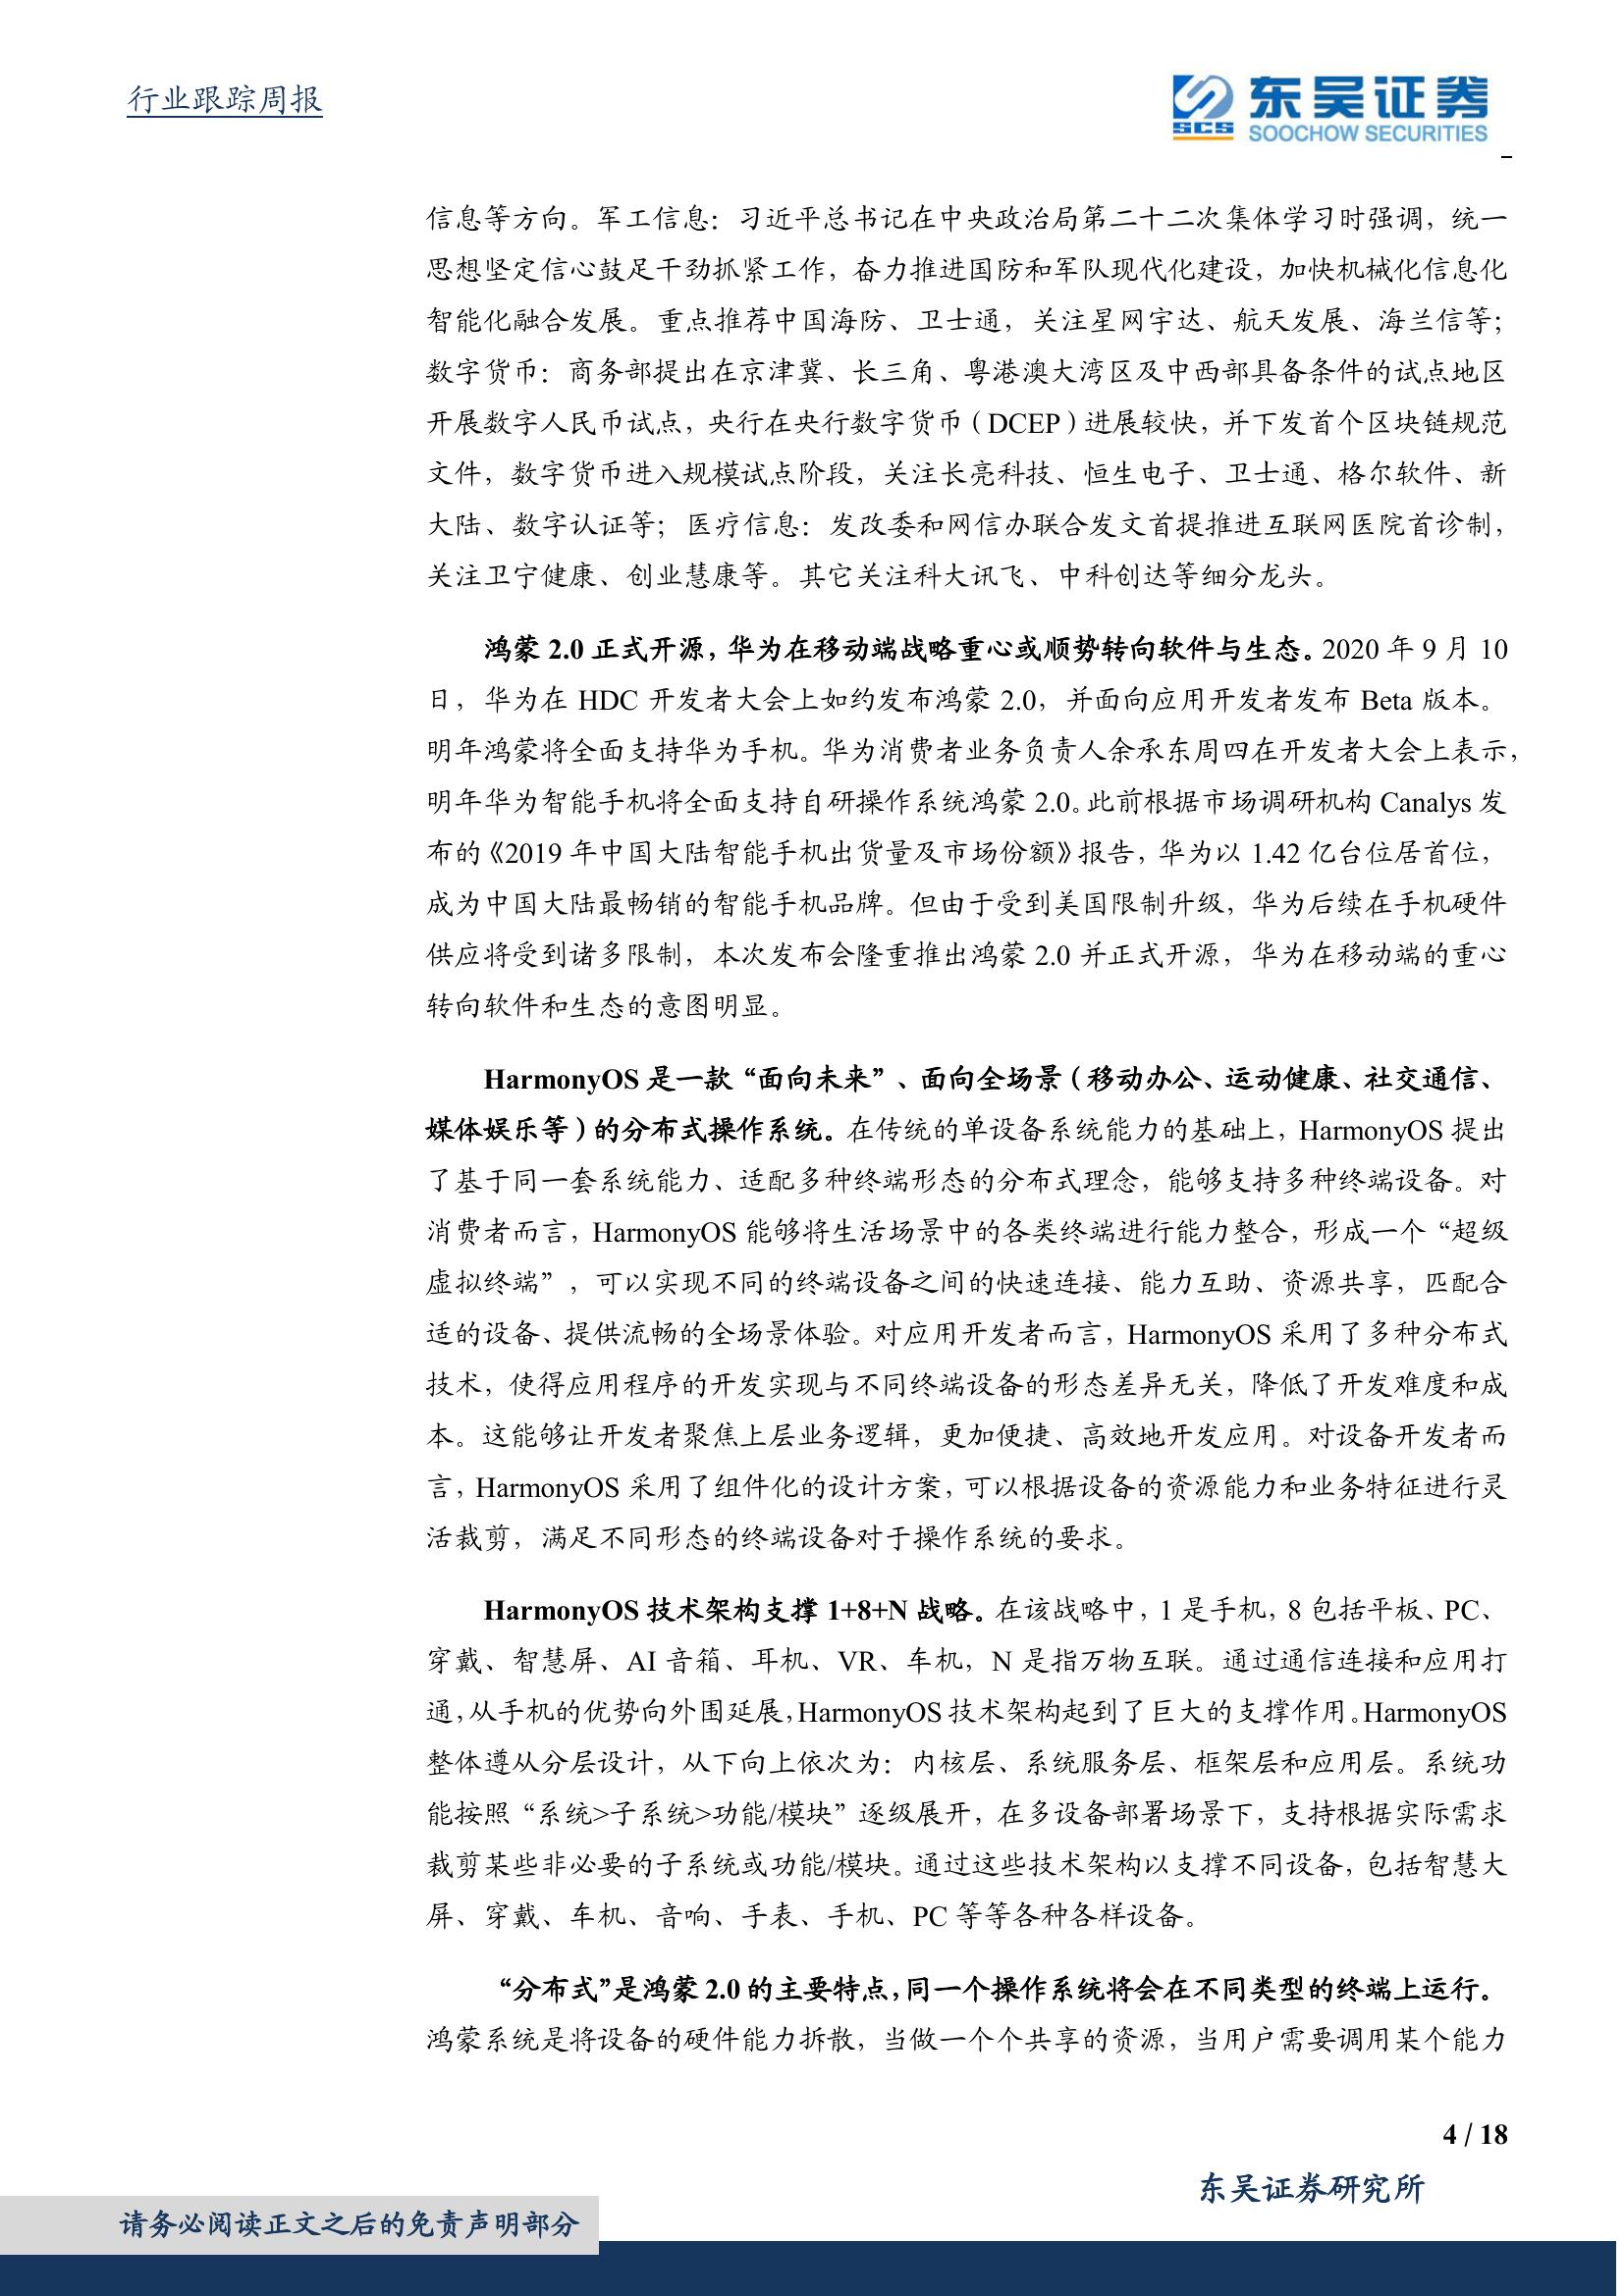 行业跟踪周报
SCS 东吴证券
SOOCHOW SECURITIES
信息等方向。军工信息：习近平总书记在中央政治局第二十二次集体学习时强调，统一
思想坚定信心鼓足干劲抓紧工作，奋力推进国防和军队现代化建设，加快机械化信息化
智能化融合发展。重点推荐中国海防、卫士通，关注星网宇达、航天发展、海兰信等；
数字货币：商务部提出在京津冀、长三角、粤港澳大湾区及中西部具备条件的试点地区
开展数字人民币试点，央行在央行数字货币（DCEP）进展较快，并下发首个区块链规范
文件，数字货币进入规模试点阶段，关注长亮科技、恒生电子、卫士通、格尔软件、新
大陆、数字认证等；医疗信息：发改委和网信办联合发文首提推进互联网医院首诊制，
关注卫宁健康、创业慧康等。其它关注科大讯飞、中科创达等细分龙头。
鸿蒙 2.0 正式开源，华为在移动端战略重心或顺势转向软件与生态。2020 年 9 月 10
日，华为在 HDC 开发者大会上如约发布鸿蒙 2.0，并面向应用开发者发布 Beta 版本。
明年鸿蒙将全面支持华为手机。华为消费者业务负责人余承东周四在开发者大会上表示，
明年华为智能手机将全面支持自研操作系统鸿蒙 2.0。此前根据市场调研机构 Canalys 发
布的《2019 年中国大陆智能手机出货量及市场份额》报告，华为以 1.42 亿台位居首位，
成为中国大陆最畅销的智能手机品牌。但由于受到美国限制升级，华为后续在手机硬件
供应将受到诸多限制，本次发布会隆重推出鸿蒙 2.0 并正式开源，华为在移动端的重心
转向软件和生态的意图明显。
HarmonyOS 是一款“面向未来”、面向全场景（移动办公、运动健康、社交通信、
媒体娱乐等）的分布式操作系统。在传统的单设备系统能力的基础上，HarmonyOS 提出
了基于同一套系统能力、适配多种终端形态的分布式理念，能够支持多种终端设备。对
消费者而言，HarmonyOS 能够将生活场景中的各类终端进行能力整合，形成一个“超级
虚拟终端”，可以实现不同的终端设备之间的快速连接、能力互助、资源共享，匹配合
适的设备、提供流畅的全场景体验。对应用开发者而言，HarmonyOS 采用了多种分布式
技术，使得应用程序的开发实现与不同终端设备的形态差异无关，降低了开发难度和成
本。这能够让开发者聚焦上层业务逻辑，更加便捷、高效地开发应用。对设备开发者而
言，HarmonyOS 采用了组件化的设计方案，可以根据设备的资源能力和业务特征进行灵
活裁剪，满足不同形态的终端设备对于操作系统的要求。
HarmonyOS 技术架构支撑 1+8+N 战略。在该战略中，1 是手机，8 包括平板、PC、
穿戴、智慧屏、AI 音箱、耳机、VR、车机，N 是指万物互联。通过通信连接和应用打
通，从手机的优势向外围延展，HarmonyOS 技术架构起到了巨大的支撑作用。HarmonyOS
整体遵从分层设计，从下向上依次为：内核层、系统服务层、框架层和应用层。系统功
能按照“系统>子系统>功能/模块”逐级展开，在多设备部署场景下，支持根据实际需求
裁剪某些非必要的子系统或功能/模块。通过这些技术架构以支撑不同设备，包括智慧大
屏、穿戴、车机、音响、手表、手机、PC 等等各种各样设备。
“分布式”是鸿蒙 2.0 的主要特点，同一个操作系统将会在不同类型的终端上运行。
鸿蒙系统是将设备的硬件能力拆散，当做一个个共享的资源，当用户需要调用某个能力
4 / 18
东吴证券研究所
请务必阅读正文之后的免责声明部分